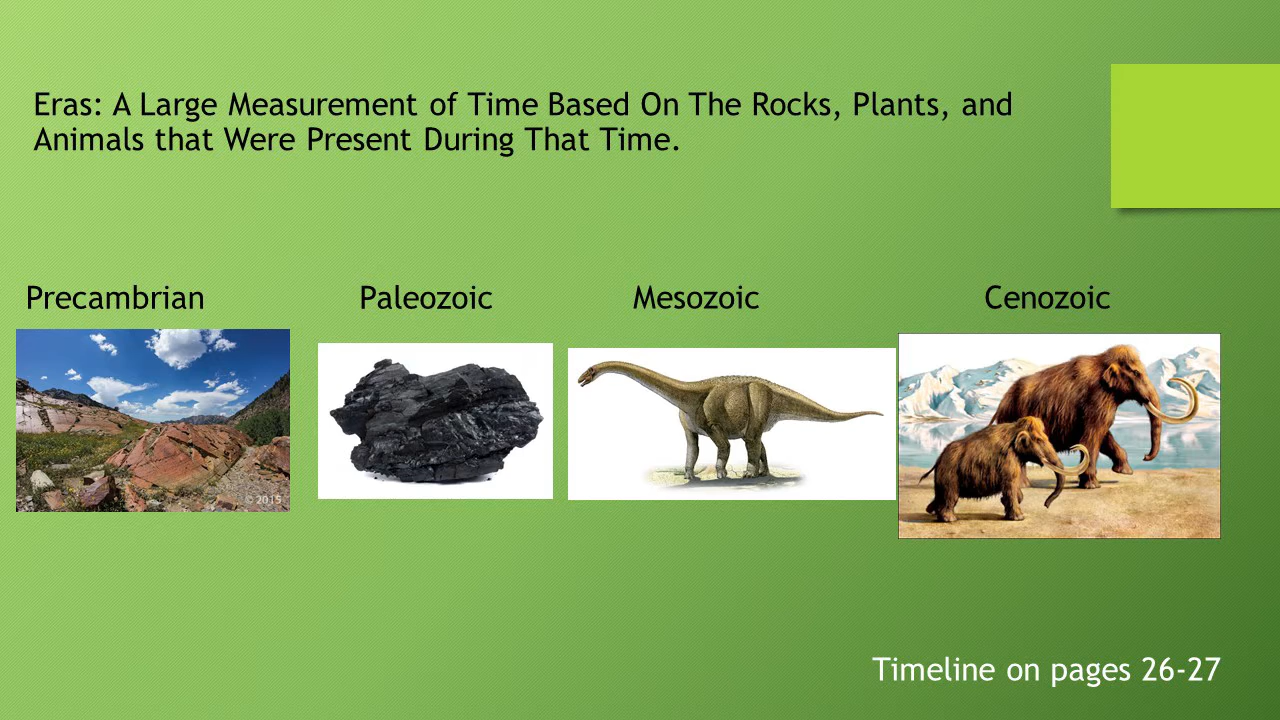 Eras: A Large Measurement of Time Based On The Rocks, Plants, and
Animals that Were Present During That Time.
Precambrian
Paleozoic
Mesozoic
Cenozoic
© 2015
Timeline on pages 26-27